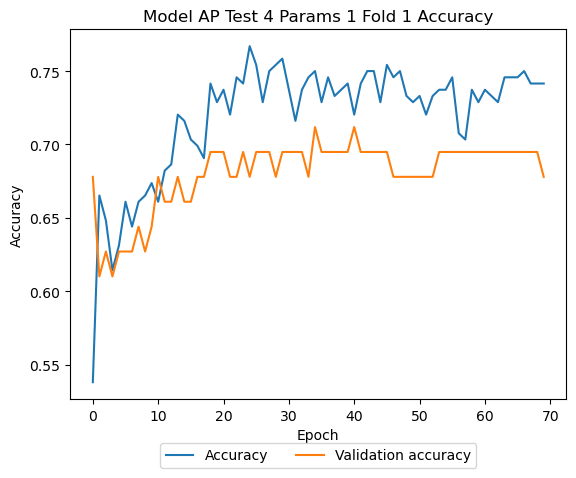 Model AP Test 4 Params 1 Fold 1 Accuracy
0.75
0.70
0.65
0.60
0.55
Accuracy
0 10 20 30 40 50 60 70
Epoch
Accuracy Validation accuracy